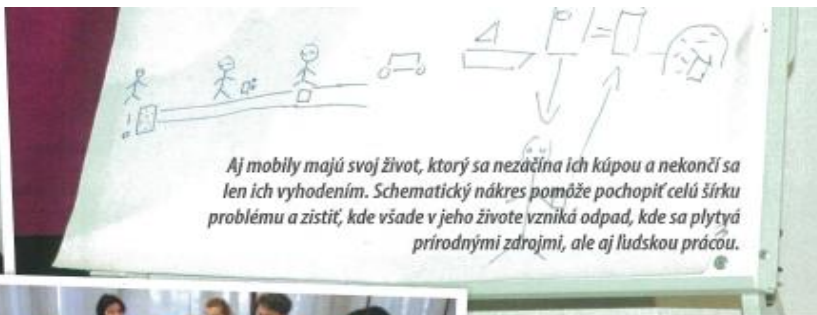 Aj mobily majú svoj život, ktorý sa nezačína ich kúpou a nekončí sa
len ich vyhodením. Schematický nákres pomôže pochopiť celú šírku
problému a zistiť, kde všade v jeho živote vzniká odpad, kde sa plytvá
prírodnými zdrojmi, ale aj ľudskou prácou.